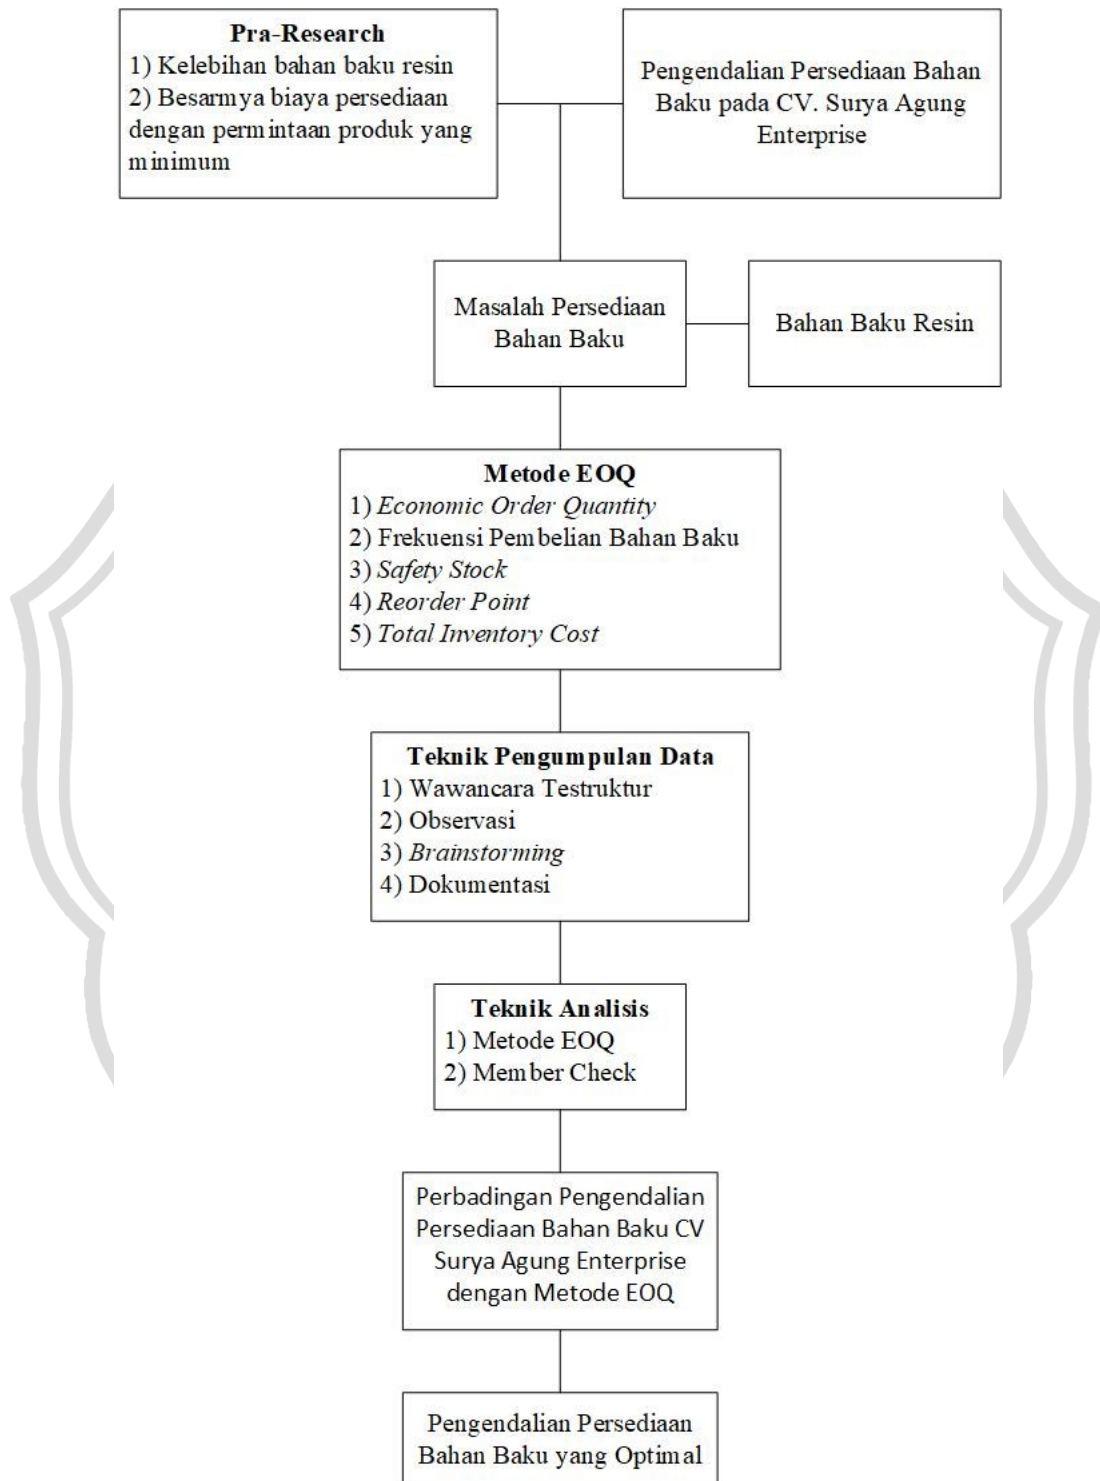 Pra-Research
1) Kelebihan bahan baku resin
2) Besarmya biaya persediaan
dengan permintaan produk yang
minimum
Pengendalian Persediaan Bahan
Baku pada CV. Surya Agung
Enterprise
Masalah Persediaan
Bahan Baku
Bahan Baku Resin
Metode EOQ
1) Economic Order Quantity
2) Frekuensi Pembelian Bahan Baku
3) Safety Stock
4) Reorder Point
5) Total Inventory Cost
Teknik Pengumpulan Data
1) Wawancara Testruktur
2) Observasi
3) Brainstorming
4) Dokumentasi
Teknik Analisis
1) Metode EOQ
2) Member Check
Perbadingan Pengendalian
Persediaan Bahan Baku CV
Surya Agung Enterprise
dengan Metode EOQ
Pengendalian Persediaan
Bahan Baku yang Optimal